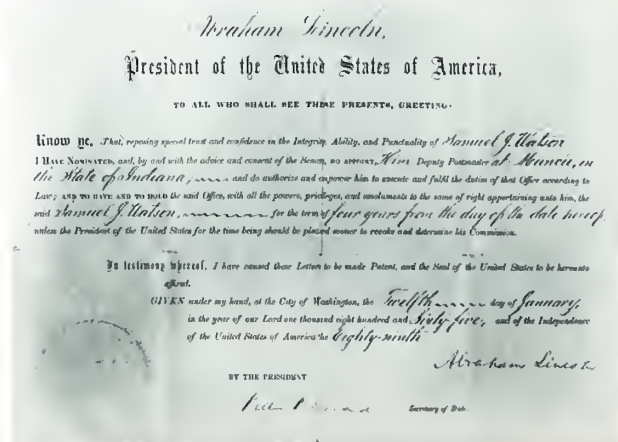 Abraham Lincoln,
President of the United States of America,
TO ALL WHO SHALL SEE THESE PRESENTS, GREETING:
Know ye, That, reposing special trust and confidence in the Integrity, Ability, and Punctuality of Samuel J. Watson
I HAVE NOMINATED, and, by and with the advice and consent of the Senate, DO APPOINT, Him Deputy Postmaster at Muncie, in
the State of Indiana, and do authorize and empower him to execute and fulfil the duties of that Office according to
Law; AND TO HAVE AND TO HOLD the said Office, with all the powers, privileges, and emoluments to the same of right appertaining unto him, the
said Samuel J. Watson, for the term of four years from the day of the date hereof
unless the President of the United States for the time being should be pleased sooner to revoke and determine his Commission.
In testimony whereof, I have caused these Letters to be made Patent, and the Seal of the United States to be hereunto
affixed.
GIVEN under my hand, at the City of Washington, the Twelfth day of January,
in the year of our Lord one thousand eight hundred and Sixty five, and of the Independence
of the United States of America the Eighty-ninth
Abraham Lincoln
BY THE PRESIDENT
Secretary of State.